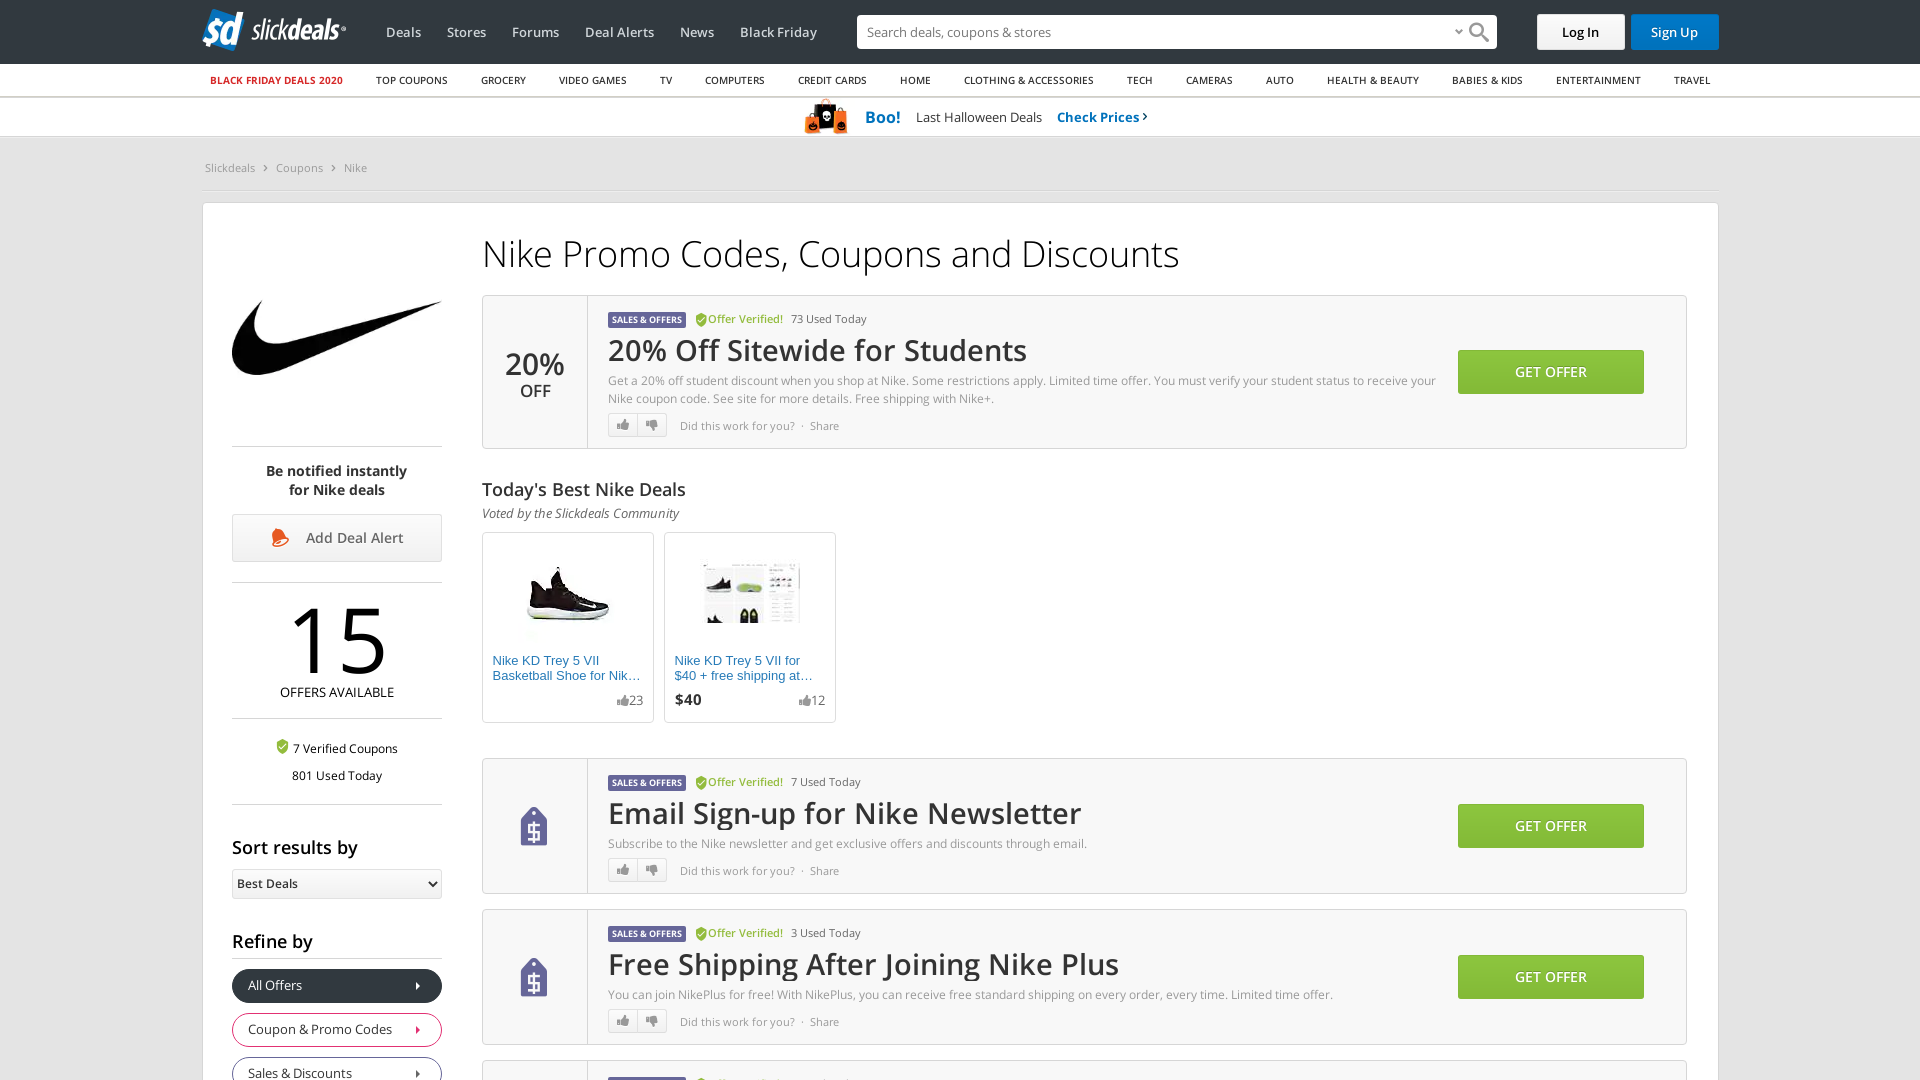 $d slickdeals
Deals
Stores
Forums
Deal Alerts
News
Black Friday
Search deals, coupons & stores
Log In
Sign Up
BLACK FRIDAY DEALS 2020
TOP COUPONS
GROCERY
VIDEO GAMES
TV
COMPUTERS
CREDIT CARDS
HOME
CLOTHING & ACCESSORIES
TECH
CAMERAS
AUTO
HEALTH & BEAUTY
BABIES & KIDS
ENTERTAINMENT
TRAVEL
Boo! Last Halloween Deals Check Prices
Slickdeals > Coupons > Nike
Be notified instantly
for Nike deals
Add Deal Alert
15
OFFERS AVAILABLE
7 Verified Coupons
801 Used Today
Sort results by
Best Deals
Refine by
All Offers
Coupon & Promo Codes
Sales & Discounts
Nike Promo Codes, Coupons and Discounts
20%
OFF
SALES & OFFERS Offer Verified! 73 Used Today
20% Off Sitewide for Students
Get a 20% off student discount when you shop at Nike. Some restrictions apply. Limited time offer. You must verify your student status to receive your
Nike coupon code. See site for more details. Free shipping with Nike+.
Did this work for you? · Share
GET OFFER
Today's Best Nike Deals
Voted by the Slickdeals Community
Nike KD Trey 5 VII
Basketball Shoe for Nik…
23
Nike KD Trey 5 VII for
$40 + free shipping at…
$40
12
SALES & OFFERS Offer Verified! 7 Used Today
Email Sign-up for Nike Newsletter
Subscribe to the Nike newsletter and get exclusive offers and discounts through email.
Did this work for you? · Share
GET OFFER
SALES & OFFERS Offer Verified! 3 Used Today
Free Shipping After Joining Nike Plus
You can join NikePlus for free! With NikePlus, you can receive free standard shipping on every order, every time. Limited time offer.
Did this work for you? · Share
GET OFFER